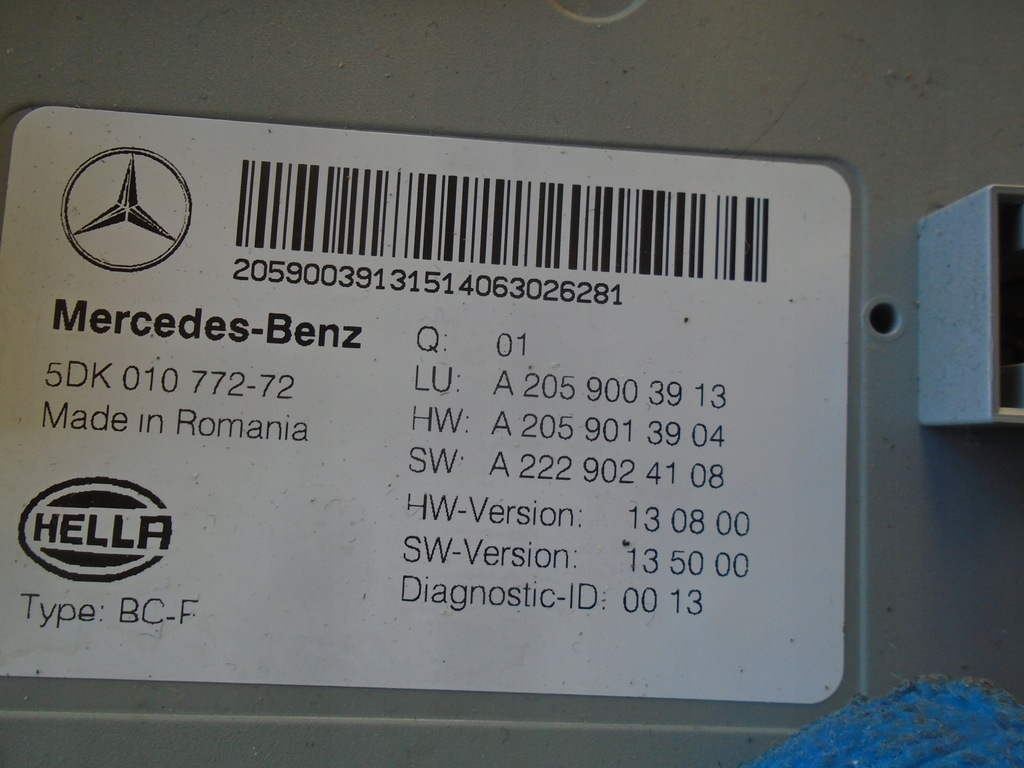 20590039131514063026281
Mercedes-Benz
5DK 010 772-72
Made in Romania
HELLA
Type: BC-F
Q: 01
LU: A 205 900 39 13
HW: A 205 901 39 04
SW: A 222 902 41 08
HW-Version: 13 08 00
SW-Version: 13 50 00
Diagnostic-ID: 00 13